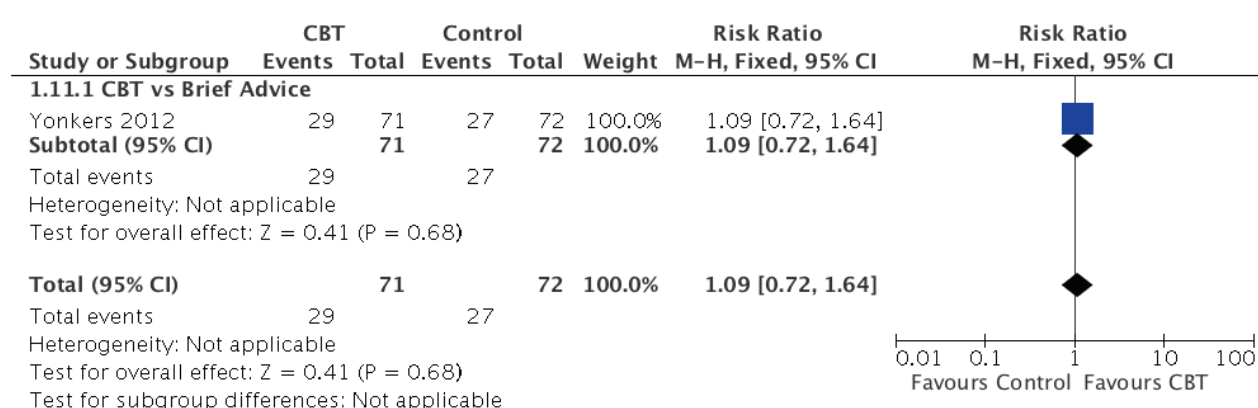 CBT Control Risk Ratio Risk Ratio
Study or Subgroup Events Total Events Total Weight M-H, Fixed, 95% CI M-H, Fixed, 95% CI
1.11.1 CBT vs Brief Advice
Yonkers 2012 29 71 27 72 100.0% 1.09 [0.72, 1.64]
Subtotal (95% CI) 71 72 100.0% 1.09 [0.72, 1.64]
Total events 29 27
Heterogeneity: Not applicable
Test for overall effect: Z = 0.41 (P = 0.68)
Total (95% CI) 71 72 100.0% 1.09 [0.72, 1.64]
Total events 29 27
Heterogeneity: Not applicable
Test for overall effect: Z = 0.41 (P = 0.68)
Test for subgroup differences: Not applicable
0.01 0.1 1 10 100
Favours Control Favours CBT